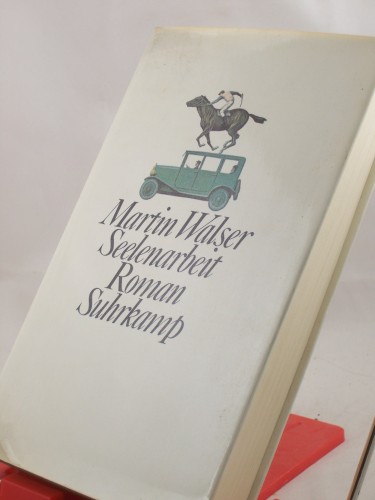 Martin Walser
Seelenarbeit
Roman
Suhrkamp